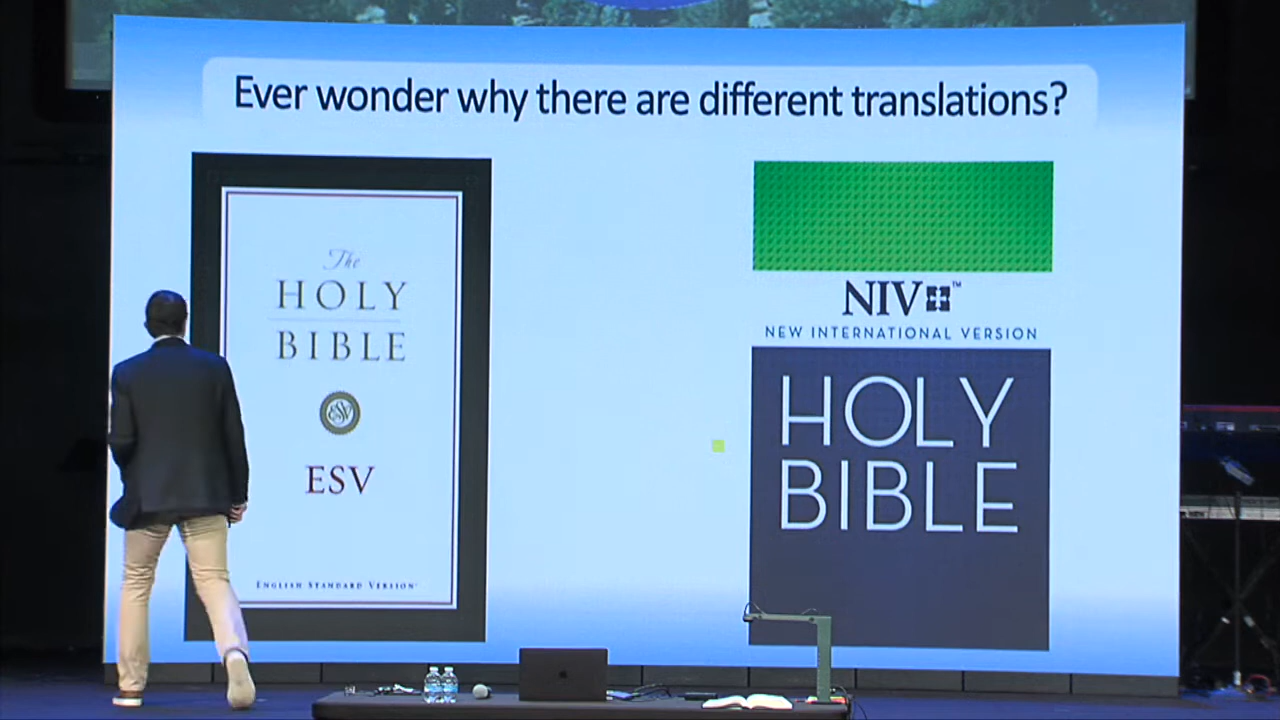 Ever wonder why there are different translations?
The
HOLY
BIBLE
ESV
ESV
ENGLISH STANDARD VERSION
NIV™
NEW INTERNATIONAL VERSION
HOLY
BIBLE